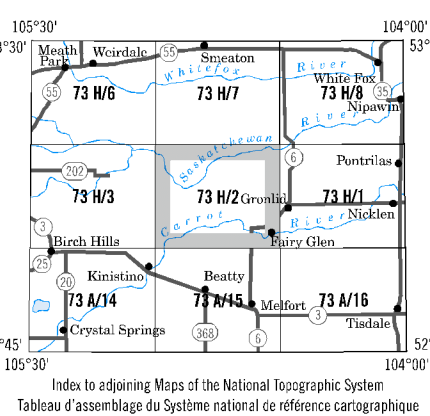 105°30' 104°00'
3°30' 53°
Meath Park Weirdale 55 Smeaton
Whitefox River
White Fox
55 73 H/6 73 H/7 73 H/8 35
Nipawin
River
Saskatchewan
6
Pontrilas
202
73 H/3 73 H/2 Gronlid 73 H/1
Nicklen
3 Carrot River
Birch Hills Fairy Glen
25
Kinistino
20 Beatty
73 A/14 73 A/15 Melfort 73 A/16
3
Tisdale
Crystal Springs 368 6
°45' 52°
105°30' 104°00'
Index to adjoining Maps of the National Topographic System
Tableau d'assemblage du Système national de référence cartographique